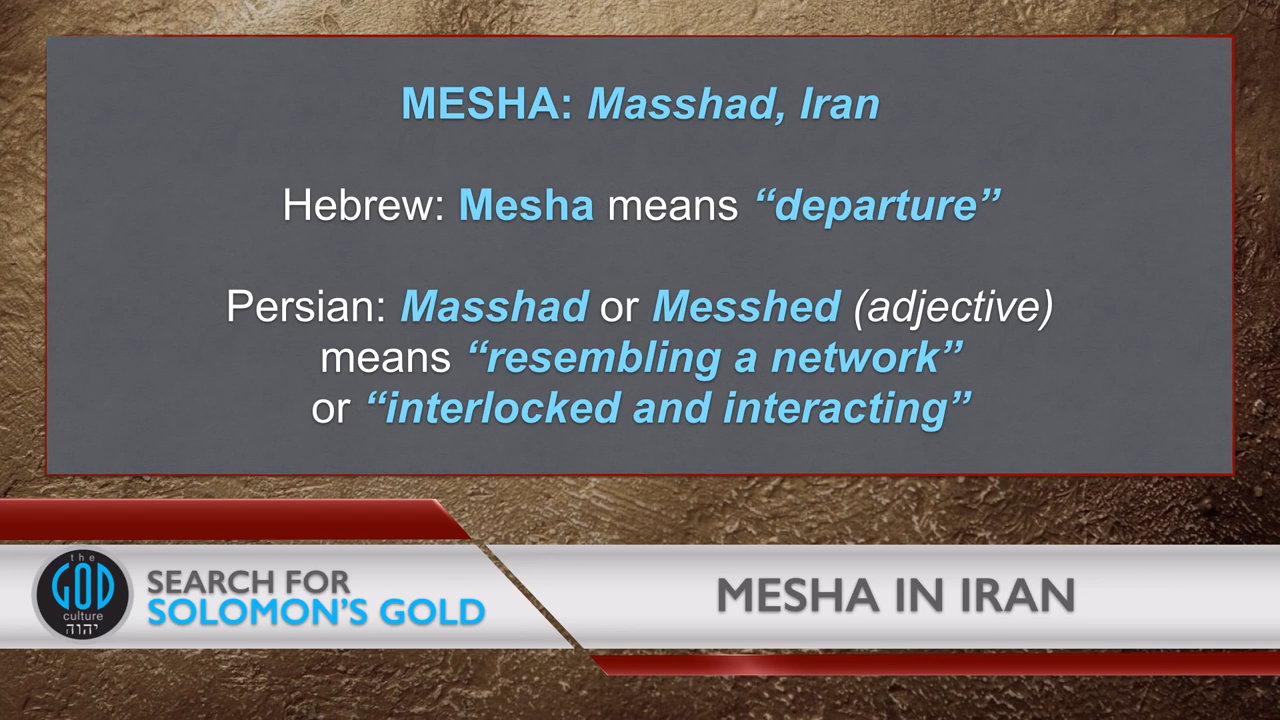 MESHA: Masshad, Iran
Hebrew: Mesha means “departure”
Persian: Masshad or Messhed (adjective)
means “resembling a network”
or “interlocked and interacting”
the
GOD
culture
יהוה
SEARCH FOR
SOLOMON’S GOLD
MESHA IN IRAN